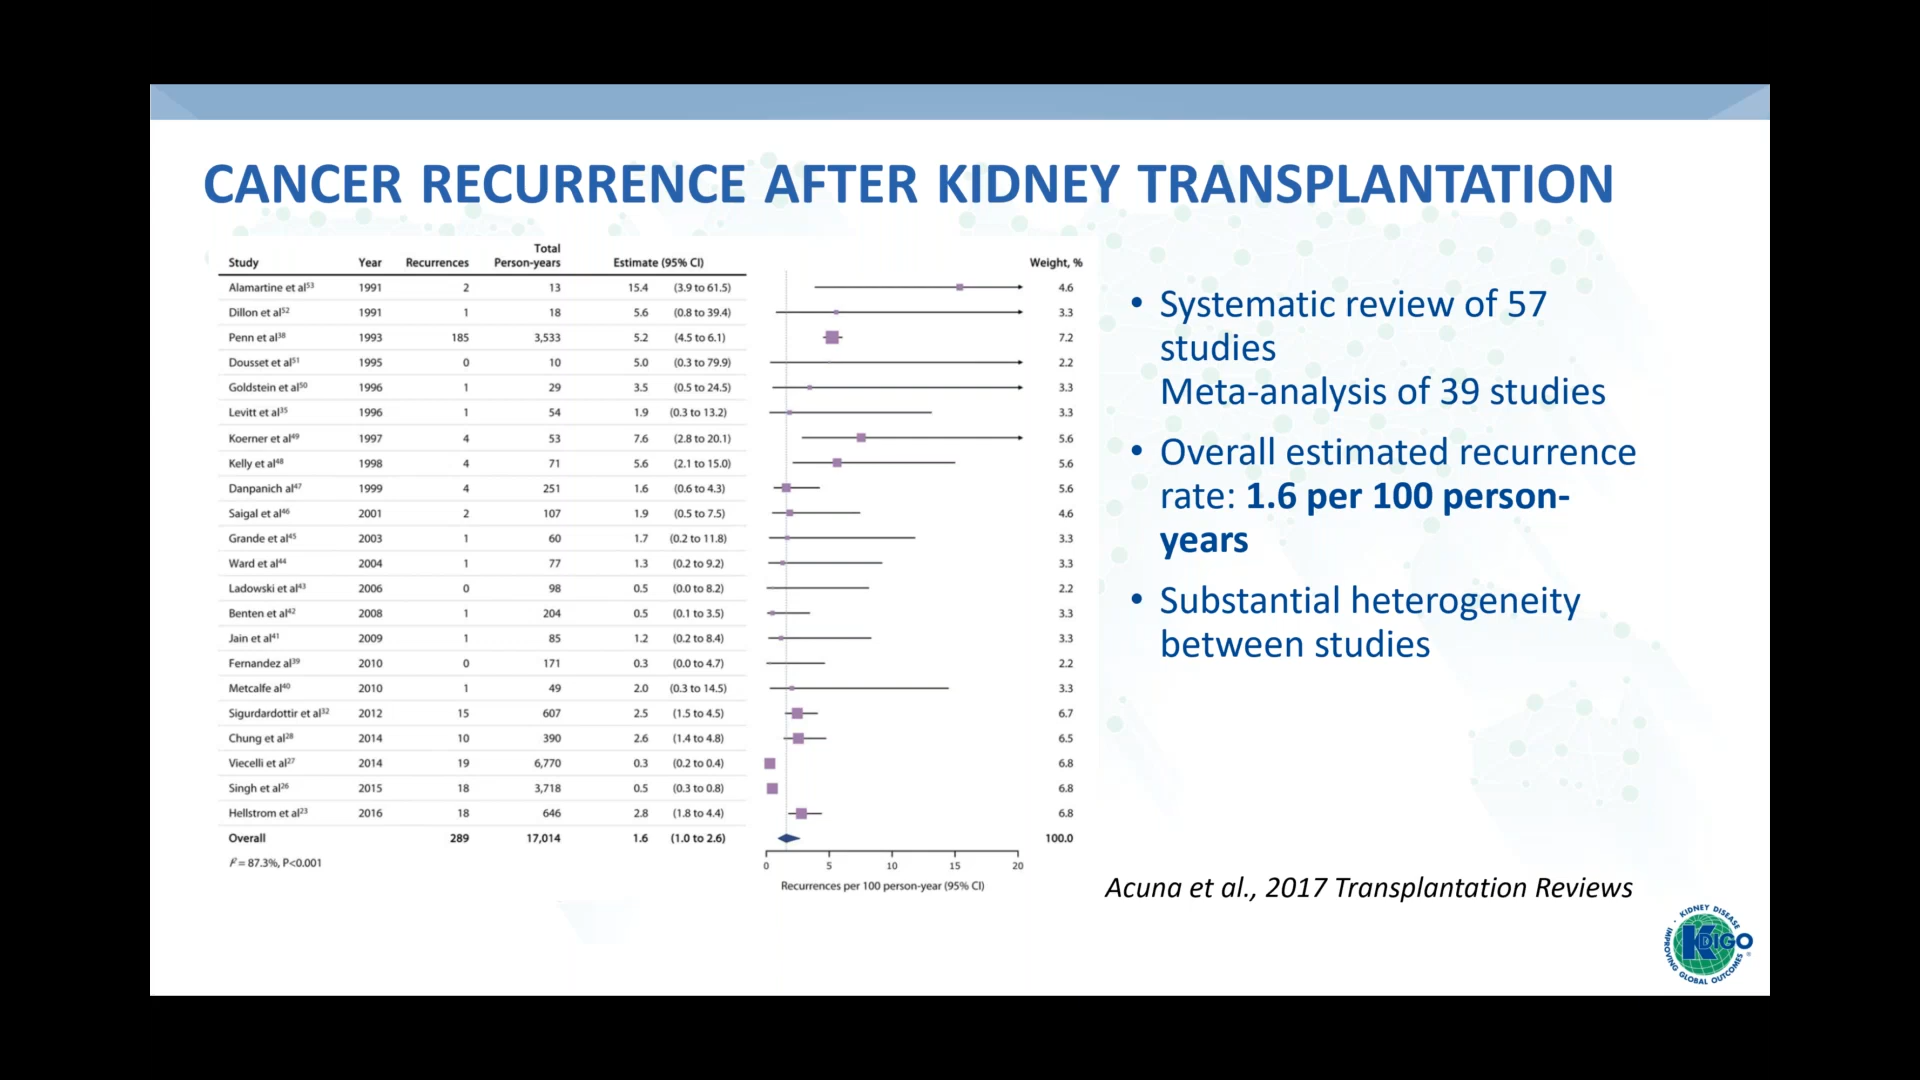 CANCER RECURRENCE AFTER KIDNEY TRANSPLANTATION
Total
Study Year Recurrences Person-years Estimate (95% CI) Weight, %
Alamartine et al53 1991 2 13 15.4 (3.9 to 61.5) 4.6
Dillon et al52 1991 1 18 5.6 (0.8 to 39.4) 3.3
Penn et al38 1993 185 3,533 5.2 (4.5 to 6.1) 7.2
Dousset et al51 1995 0 10 5.0 (0.3 to 79.9) 2.2
Goldstein et al50 1996 1 29 3.5 (0.5 to 24.5) 3.3
Levitt et al35 1996 1 54 1.9 (0.3 to 13.2) 3.3
Koerner et al49 1997 4 53 7.6 (2.8 to 20.1) 5.6
Kelly et al48 1998 4 71 5.6 (2.1 to 15.0) 5.6
Danpanich al47 1999 4 251 1.6 (0.6 to 4.3) 5.6
Saigal et al46 2001 2 107 1.9 (0.5 to 7.5) 4.6
Grande et al45 2003 1 60 1.7 (0.2 to 11.8) 3.3
Ward et al44 2004 1 77 1.3 (0.2 to 9.2) 3.3
Ladowski et al43 2006 0 98 0.5 (0.0 to 8.2) 2.2
Benten et al42 2008 1 204 0.5 (0.1 to 3.5) 3.3
Jain et al41 2009 1 85 1.2 (0.2 to 8.4) 3.3
Fernandez al39 2010 0 171 0.3 (0.0 to 4.7) 2.2
Metcalfe al40 2010 1 49 2.0 (0.3 to 14.5) 3.3
Sigurdardottir et al32 2012 15 607 2.5 (1.5 to 4.5) 6.7
Chung et al28 2014 10 390 2.6 (1.4 to 4.8) 6.5
Viecelli et al27 2014 19 6,770 0.3 (0.2 to 0.4) 6.8
Singh et al26 2015 18 3,718 0.5 (0.3 to 0.8) 6.8
Hellstrom et al23 2016 18 646 2.8 (1.8 to 4.4) 6.8
Overall 289 17,014 1.6 (1.0 to 2.6) 100.0
I² = 87.3%, P<0.001
0 5 10 15 20
Recurrences per 100 person-year (95% CI)
• Systematic review of 57
studies
Meta-analysis of 39 studies
• Overall estimated recurrence
rate: 1.6 per 100 person-
years
• Substantial heterogeneity
between studies
Acuna et al., 2017 Transplantation Reviews
KIDNEY DISEASE
KDIGO
IMPROVING GLOBAL OUTCOMES